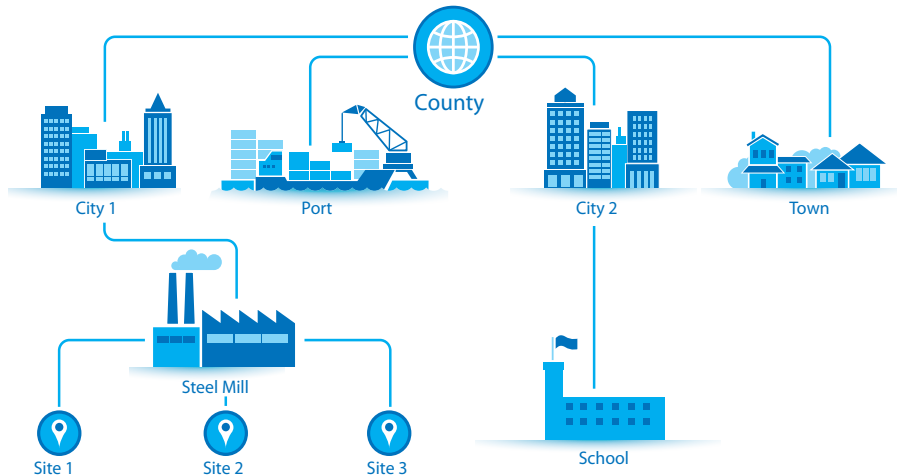 County
City 1
Port
City 2
Town
Steel Mill
Site 1
Site 2
Site 3
School